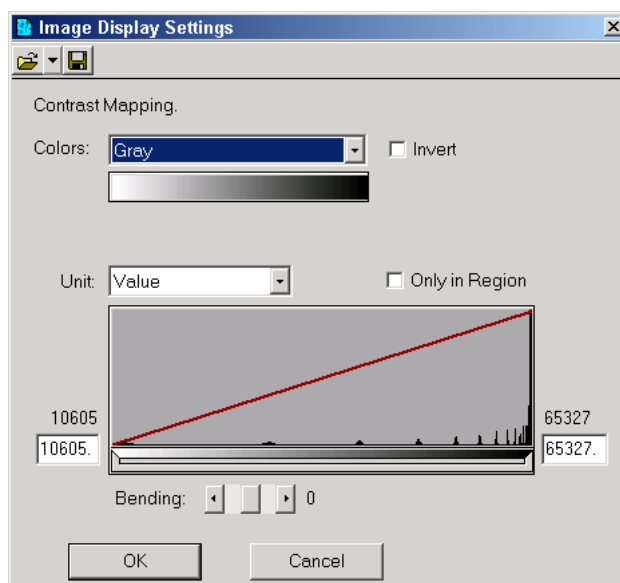 Image Display Settings
Contrast Mapping.
Colors: Gray Invert
Unit: Value Only in Region
10605 65327
10605. 65327.
Bending: 0
OK Cancel